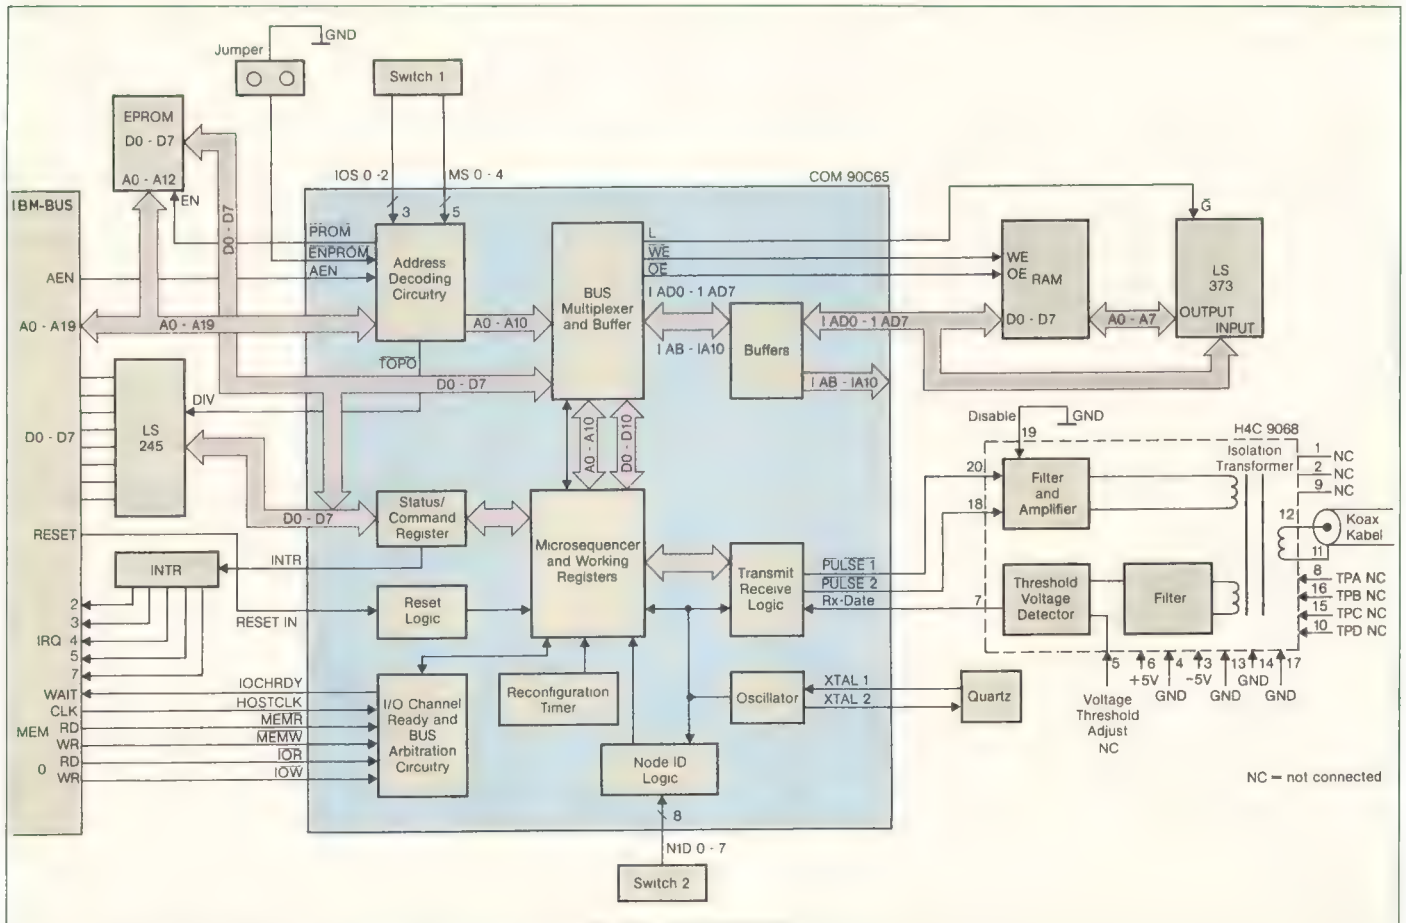 GND
Jumper
Switch 1
EPROM
D0 - D7
A0 - A12
EN
IOS 0 - 2
MS 0 - 4
3
5
COM 90C65
IBM-BUS
D0 - D7
PROM
ENPROM
AEN
AEN
Address
Decoding
Circuitry
BUS
Multiplexer
and Buffer
L
WE
OE
G
WE
OE
RAM
D0 - D7
LS
373
OUTPUT
INPUT
A0 - A7
A0 - A19
A0 - A19
A0 - A10
I AD0 - 1 AD7
I AB - IA10
Buffers
I AD0 - 1 AD7
I AB - IA10
TOPO
D0 - D7
DIV
LS
245
D0 - D7
A0 - A10
D0 - D10
Disable
GND
19
H4C 9068
Isolation
Transformer
1
NC
2
NC
9
NC
20
18
Filter
and
Amplifier
12
11
Koax
Kabel
D0 - D7
Status/
Command
Register
Microsequencer
and Working
Registers
Transmit
Receive
Logic
PULSE 1
PULSE 2
Rx-Date
7
Threshold
Voltage
Detector
Filter
8
TPA NC
16
TPB NC
15
TPC NC
10
TPD NC
RESET
INTR
INTR
RESET IN
Reset
Logic
2
3
IRQ 4
5
7
5
6
+5V
4
GND
3
-5V
13
GND
14
GND
17
GND
Voltage
Threshold
Adjust
NC
WAIT
CLK
MEM
RD
WR
0
RD
WR
IOCHRDY
HOSTCLK
MEMR
MEMW
IOR
IOW
I/O Channel
Ready and
BUS
Arbitration
Circuitry
Reconfiguration
Timer
Oscillator
XTAL 1
XTAL 2
Quartz
Node ID
Logic
8
N1D 0 - 7
Switch 2
NC = not connected